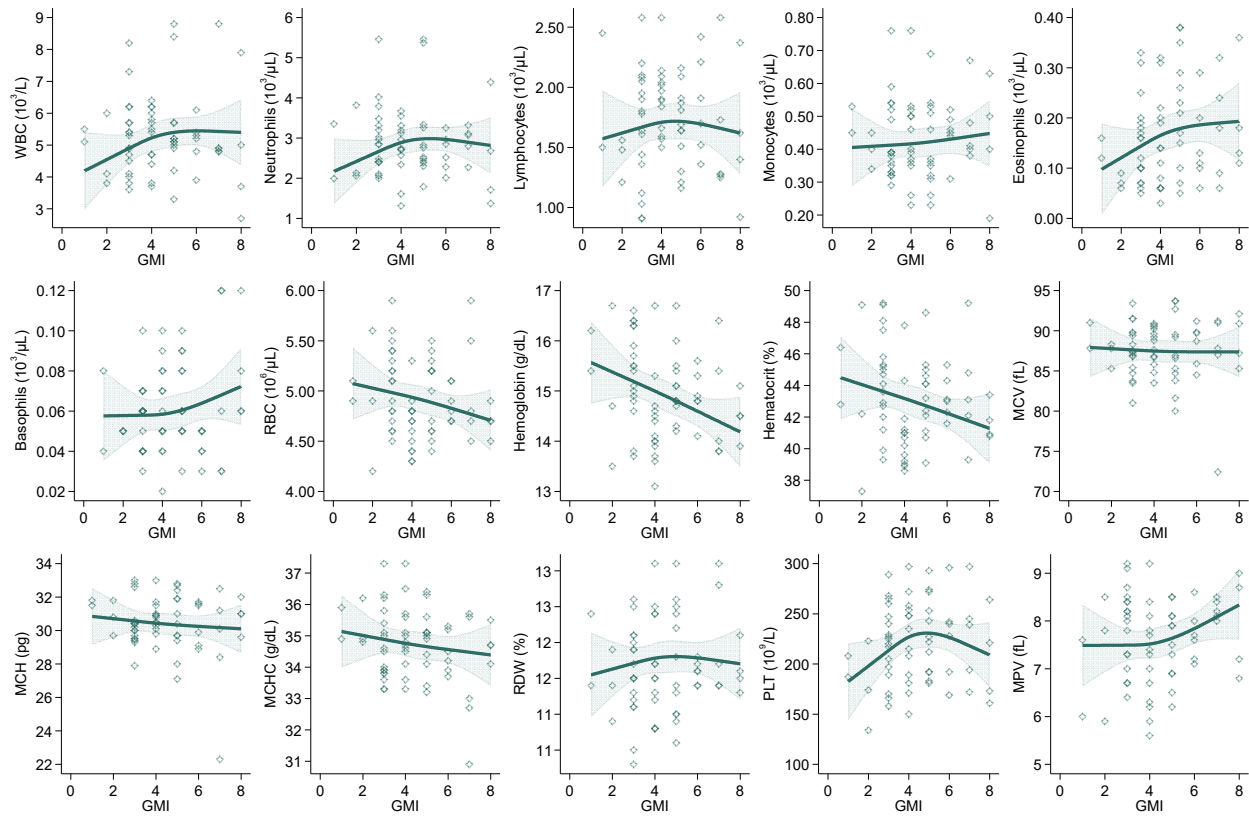 WBC (10³/L)
9
8
7
6
5
4
3
0 2 4 6 8
GMI
Neutrophils (10³/µL)
6
5
4
3
2
1
0 2 4 6 8
GMI
Lymphocytes (10³/µL)
2.50
2.00
1.50
1.00
0 2 4 6 8
GMI
Monocytes (10³/µL)
0.80
0.70
0.60
0.50
0.40
0.30
0.20
0 2 4 6 8
GMI
Eosinophils (10³/µL)
0.40
0.30
0.20
0.10
0.00
0 2 4 6 8
GMI
Basophils (10³/µL)
0.12
0.10
0.08
0.06
0.04
0.02
0 2 4 6 8
GMI
RBC (10⁶/µL)
6.00
5.50
5.00
4.50
4.00
0 2 4 6 8
GMI
Hemoglobin (g/dL)
17
16
15
14
13
0 2 4 6 8
GMI
Hematocrit (%)
50
48
46
44
42
40
38
0 2 4 6 8
GMI
MCV (fL)
95
90
85
80
75
70
0 2 4 6 8
GMI
MCH (pg)
34
32
30
28
26
24
22
0 2 4 6 8
GMI
MCHC (g/dL)
37
36
35
34
33
32
31
0 2 4 6 8
GMI
RDW (%)
13
13
12
12
11
11
0 2 4 6 8
GMI
PLT (10⁹/L)
300
250
200
150
100
0 2 4 6 8
GMI
MPV (fL)
9
8
7
6
5
0 2 4 6 8
GMI